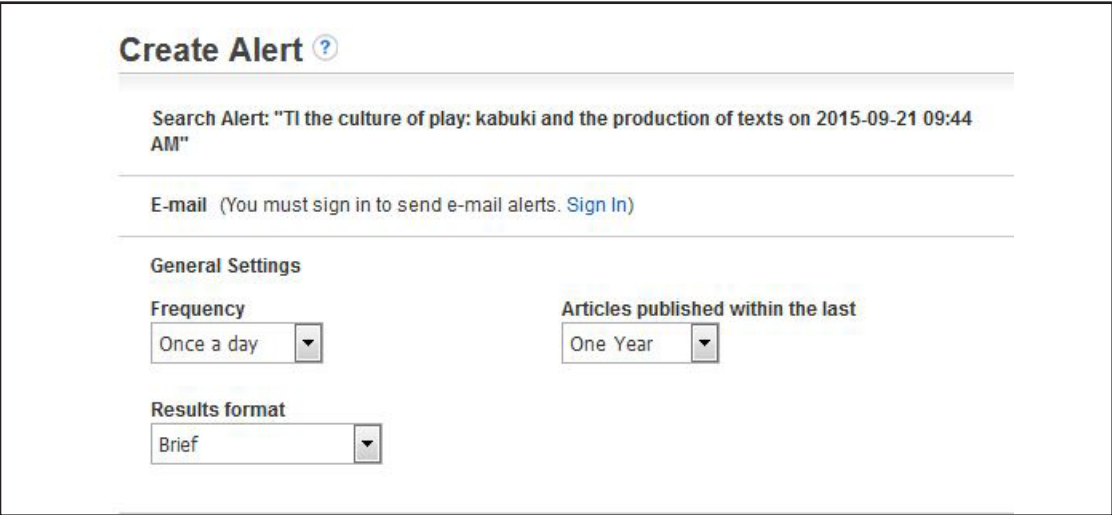 Create Alert ?
Search Alert: "TI the culture of play: kabuki and the production of texts on 2015-09-21 09:44
AM"
E-mail (You must sign in to send e-mail alerts. Sign In)
General Settings
Frequency
Articles published within the last
Once a day
One Year
Results format
Brief